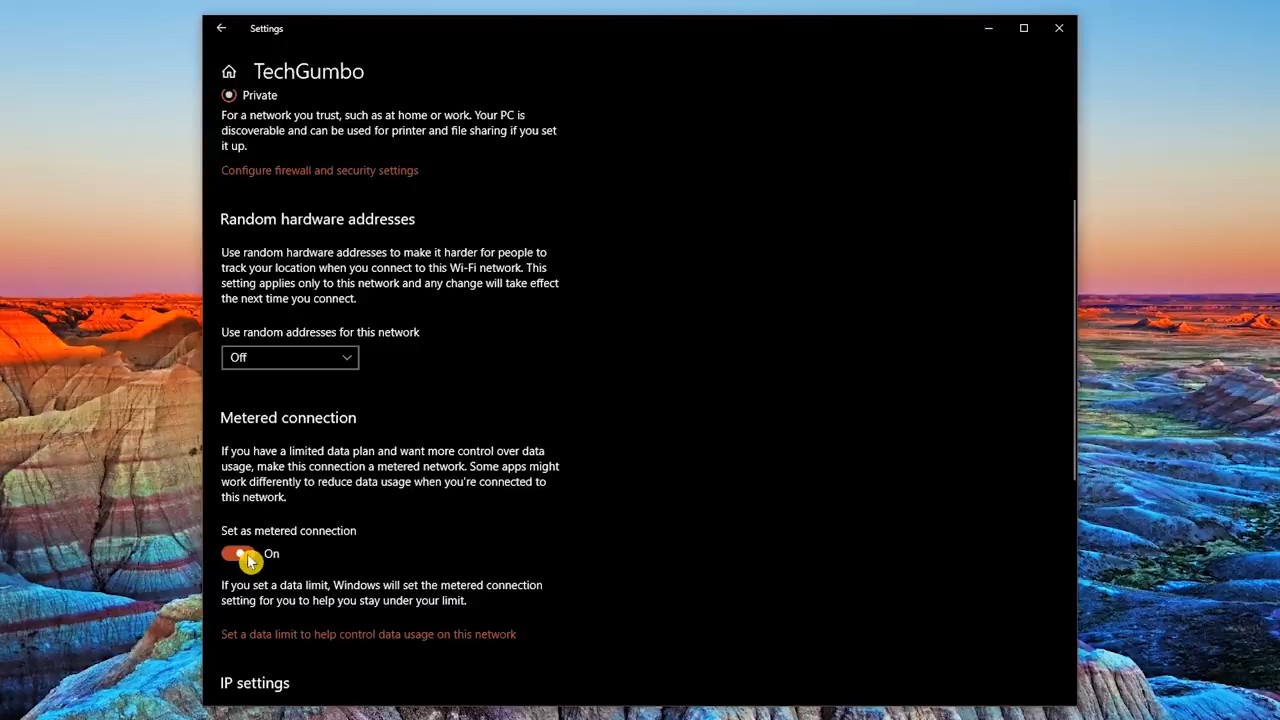 Settings
TechGumbo
Private
For a network you trust, such as at home or work. Your PC is
discoverable and can be used for printer and file sharing if you set
it up.
Configure firewall and security settings
Random hardware addresses
Use random hardware addresses to make it harder for people to
track your location when you connect to this Wi-Fi network. This
setting applies only to this network and any change will take effect
the next time you connect.
Use random addresses for this network
Off
Metered connection
If you have a limited data plan and want more control over data
usage, make this connection a metered network. Some apps might
work differently to reduce data usage when you're connected to
this network.
Set as metered connection
On
If you set a data limit, Windows will set the metered connection
setting for you to help you stay under your limit.
Set a data limit to help control data usage on this network
IP settings